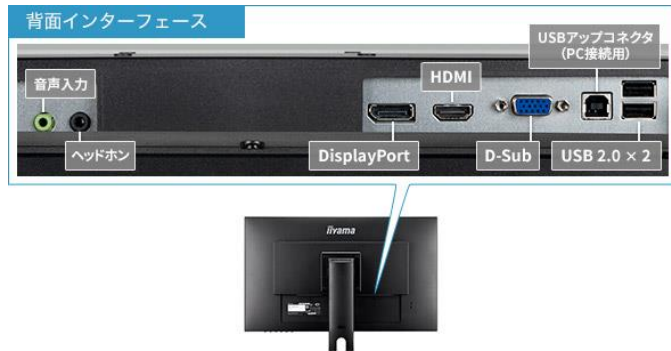 背面インターフェース
USBアップコネクタ
(PC接続用)
音声入力
HDMI
ヘッドホン
DisplayPort
D-Sub
USB 2.0 × 2
iiyama